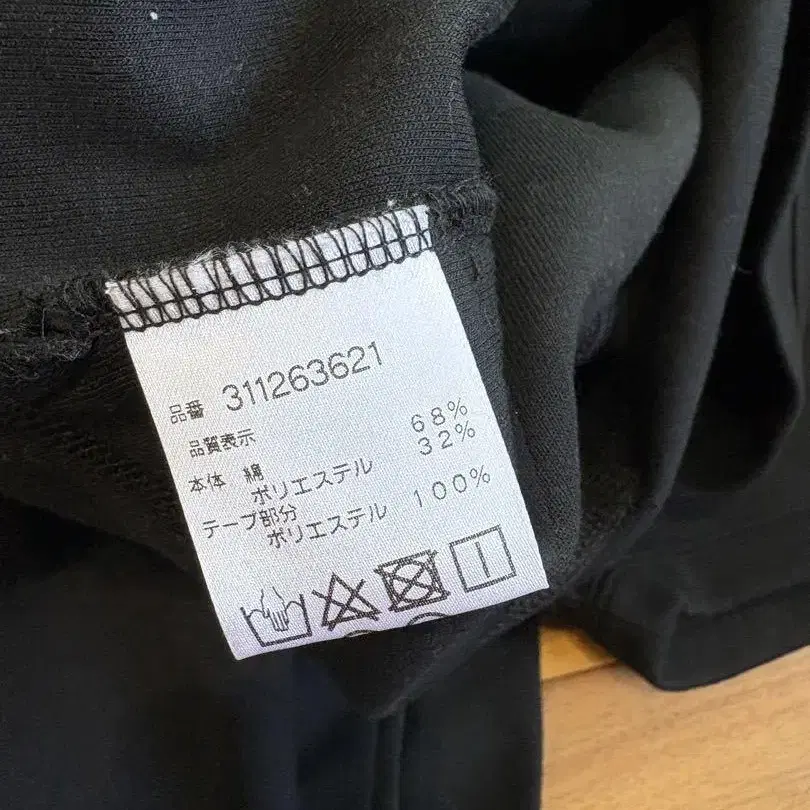 品番 311263621
品質表示
本体 綿 68%
ポリエステル 32%
テープ部分
ポリエステル 100%